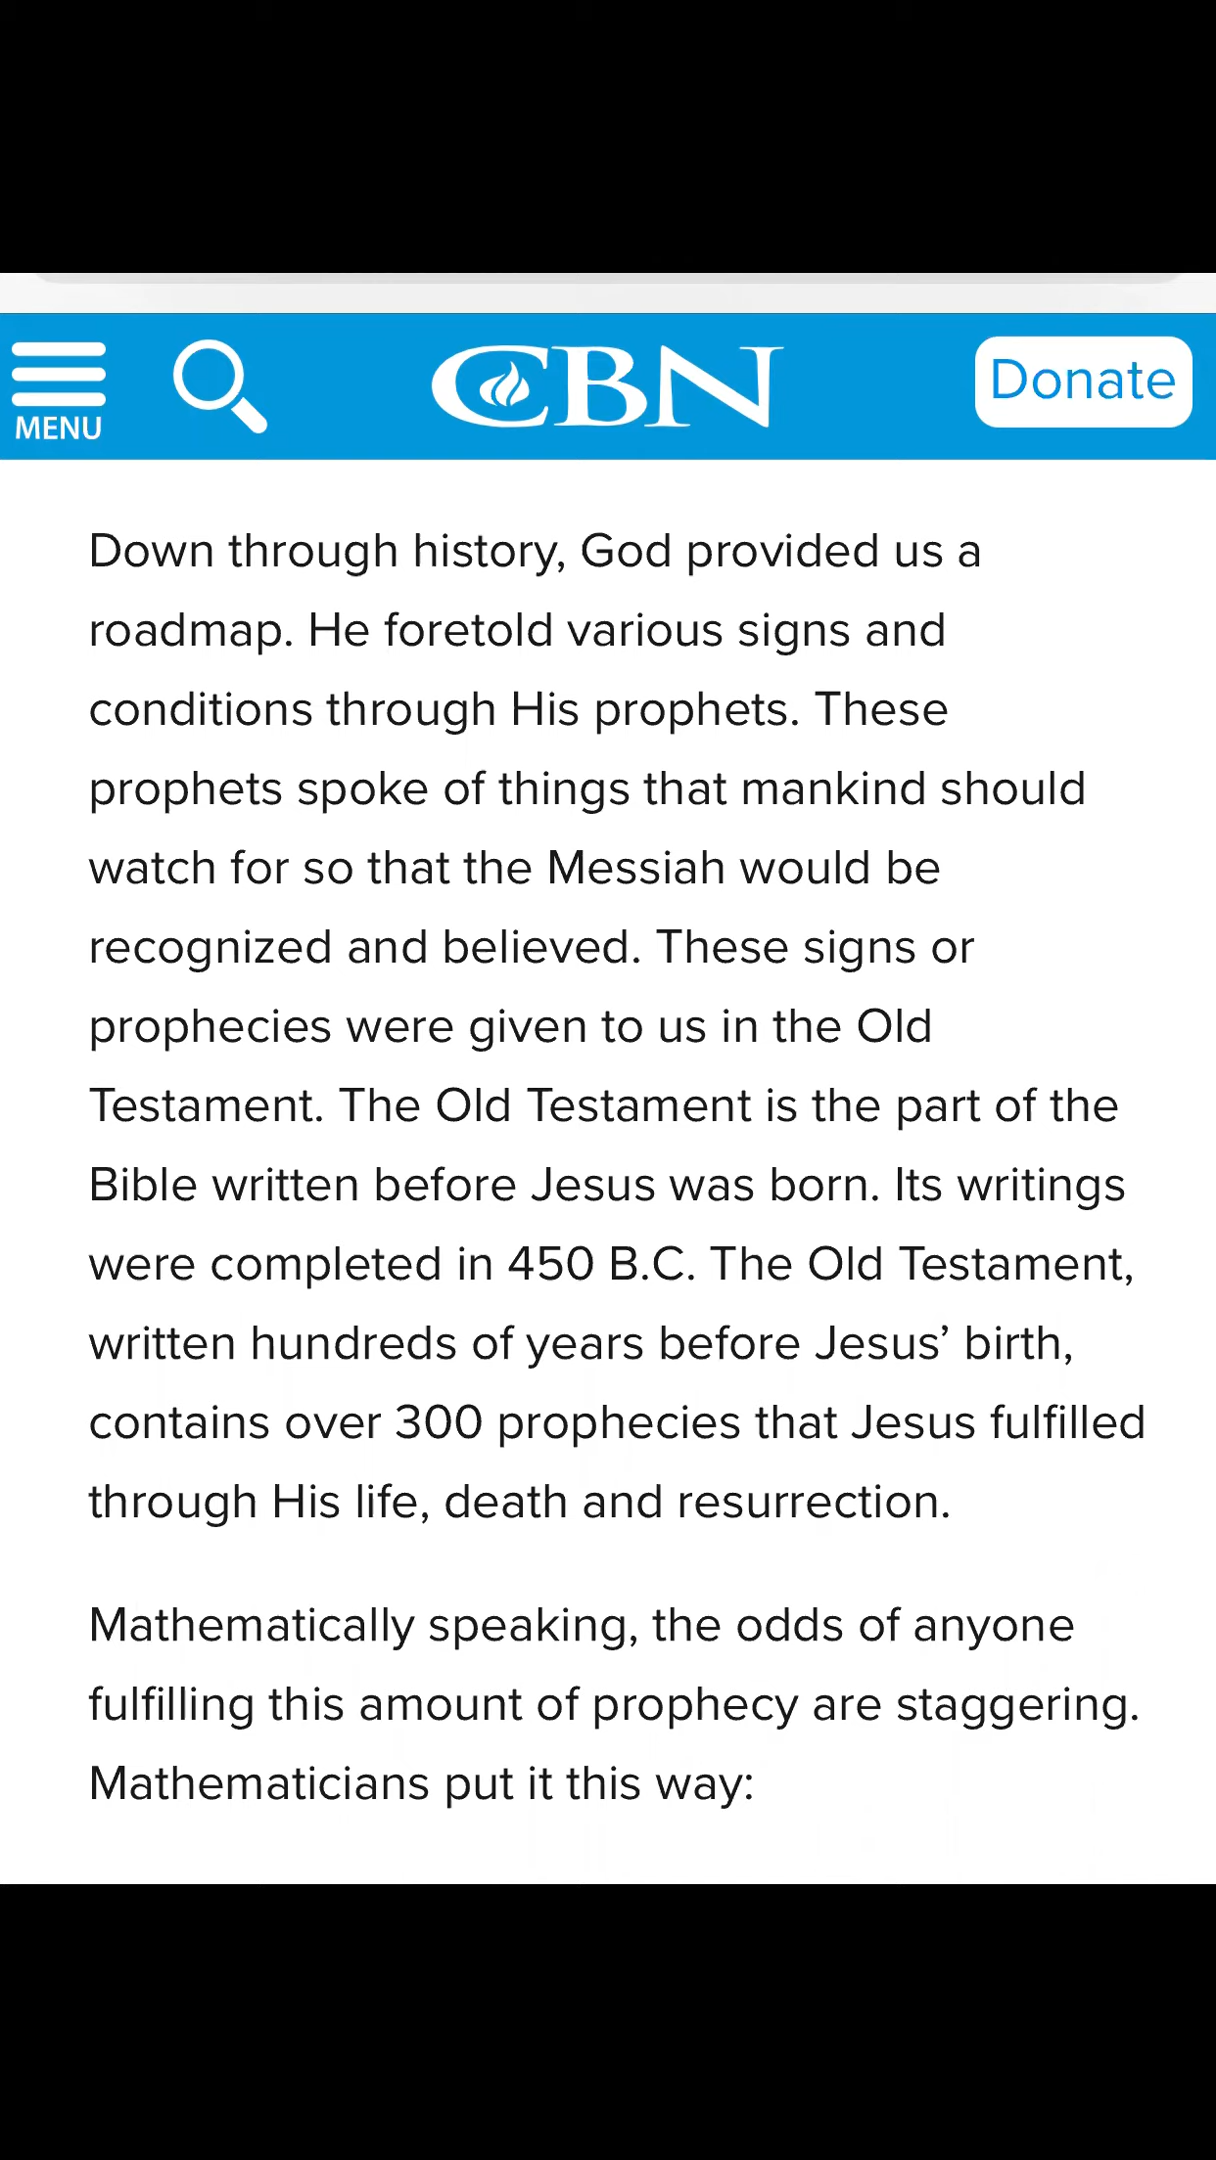 MENU
CBN
Donate
Down through history, God provided us a
roadmap. He foretold various signs and
conditions through His prophets. These
prophets spoke of things that mankind should
watch for so that the Messiah would be
recognized and believed. These signs or
prophecies were given to us in the Old
Testament. The Old Testament is the part of the
Bible written before Jesus was born. Its writings
were completed in 450 B.C. The Old Testament,
written hundreds of years before Jesus’ birth,
contains over 300 prophecies that Jesus fulfilled
through His life, death and resurrection.
Mathematically speaking, the odds of anyone
fulfilling this amount of prophecy are staggering.
Mathematicians put it this way: